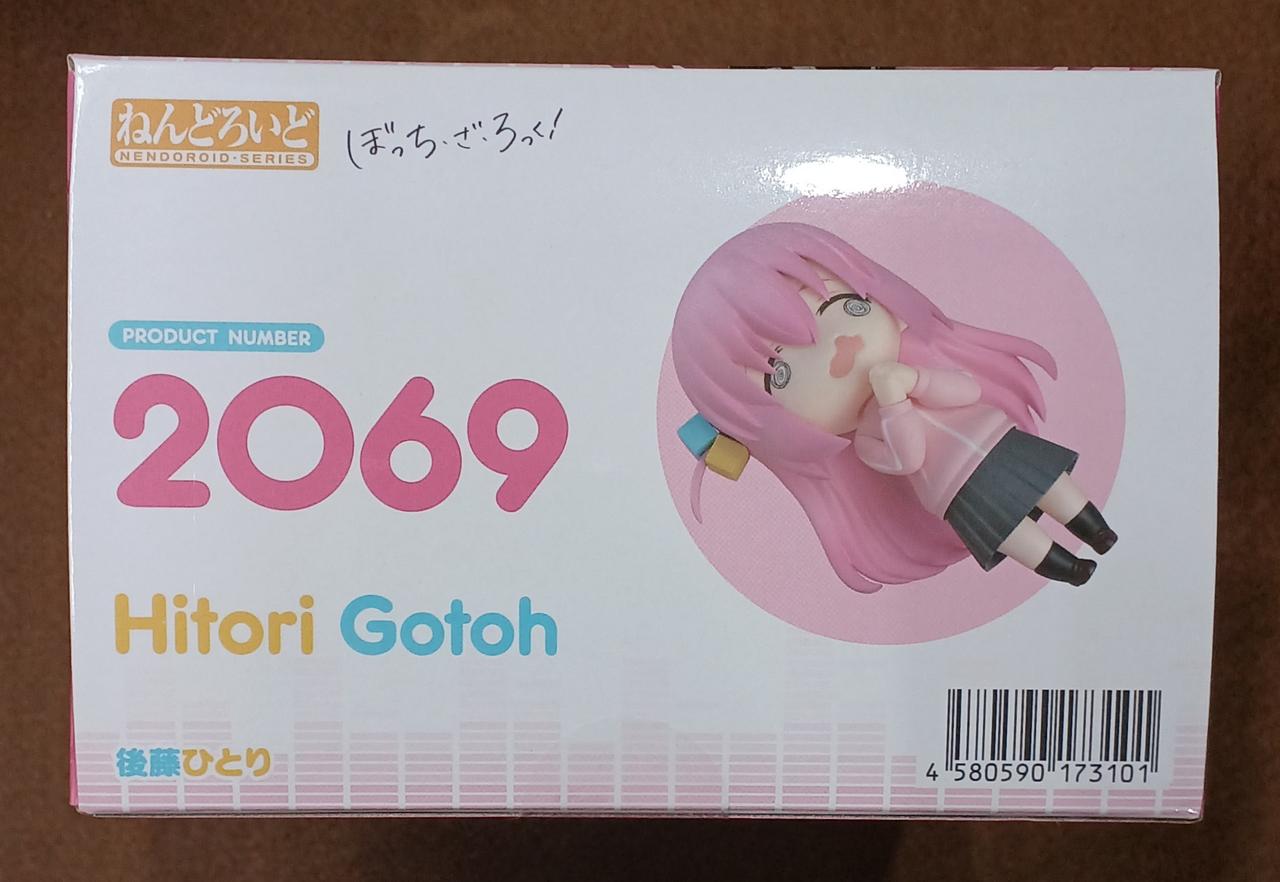 ねんどろいど
NENDOROID·SERIES
ぼっち・ざ・ろっく!
PRODUCT NUMBER
2069
Hitori Gotoh
後藤ひとり
4 580590 173101